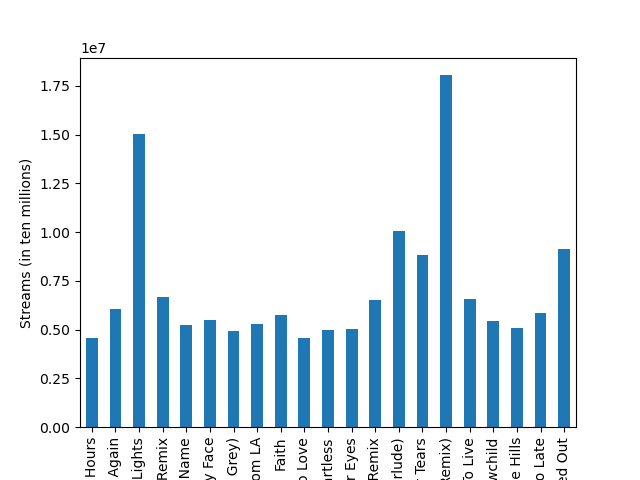 1e7
1.75
1.50
1.25
1.00
0.75
0.50
0.25
0.00
Streams (in ten millions)
Hours
Again
Lights
Remix
Name
y Face
Grey)
om LA
Faith
o Love
rtless
r Eyes
Remix
rlude)
r Tears
Remix)
To Live
wchild
e Hills
o Late
ed Out